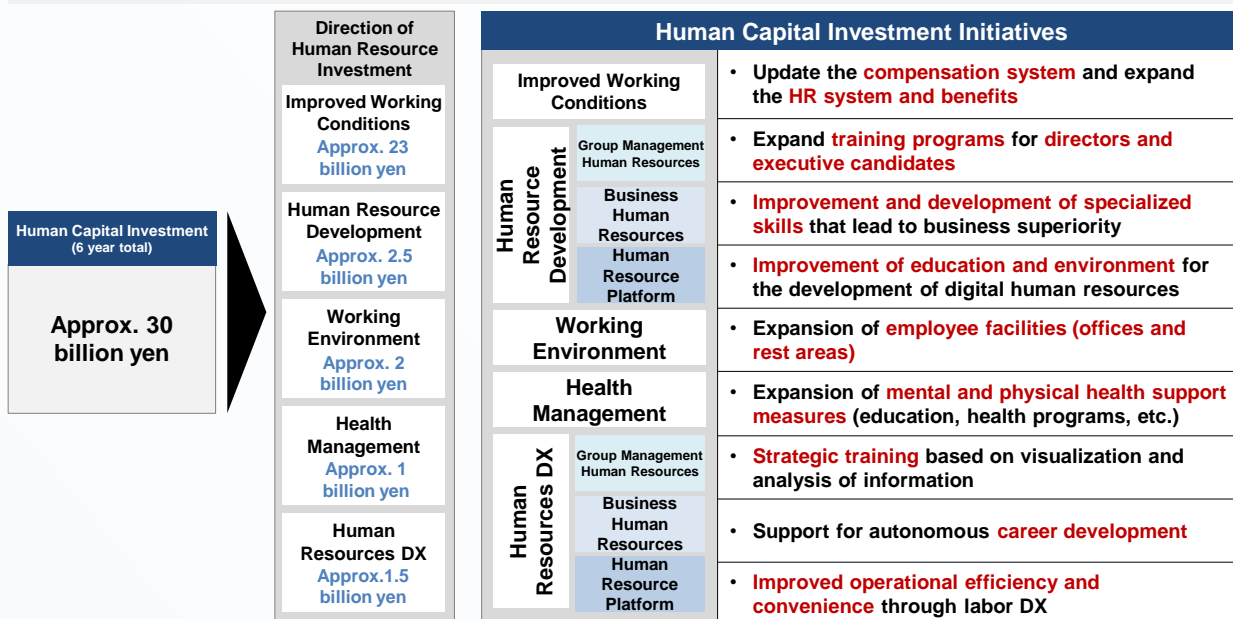 Human Capital Investment
(6 year total)
Approx. 30
billion yen
Direction of
Human Resource
Investment
Improved Working
Conditions
Approx. 23
billion yen
Human Resource
Development
Approx. 2.5
billion yen
Working
Environment
Approx. 2
billion yen
Health
Management
Approx. 1
billion yen
Human
Resources DX
Approx.1.5
billion yen
Human Capital Investment Initiatives
Improved Working
Conditions
• Update the compensation system and expand
the HR system and benefits
Human
Resource
Development
Group Management
Human Resources
• Expand training programs for directors and
executive candidates
Business
Human
Resources
• Improvement and development of specialized
skills that lead to business superiority
Human
Resource
Platform
• Improvement of education and environment for
the development of digital human resources
Working
Environment
• Expansion of employee facilities (offices and
rest areas)
Health
Management
• Expansion of mental and physical health support
measures (education, health programs, etc.)
Human
Resources DX
Group Management
Human Resources
• Strategic training based on visualization and
analysis of information
Business
Human
Resources
• Support for autonomous career development
Human
Resource
Platform
• Improved operational efficiency and
convenience through labor DX